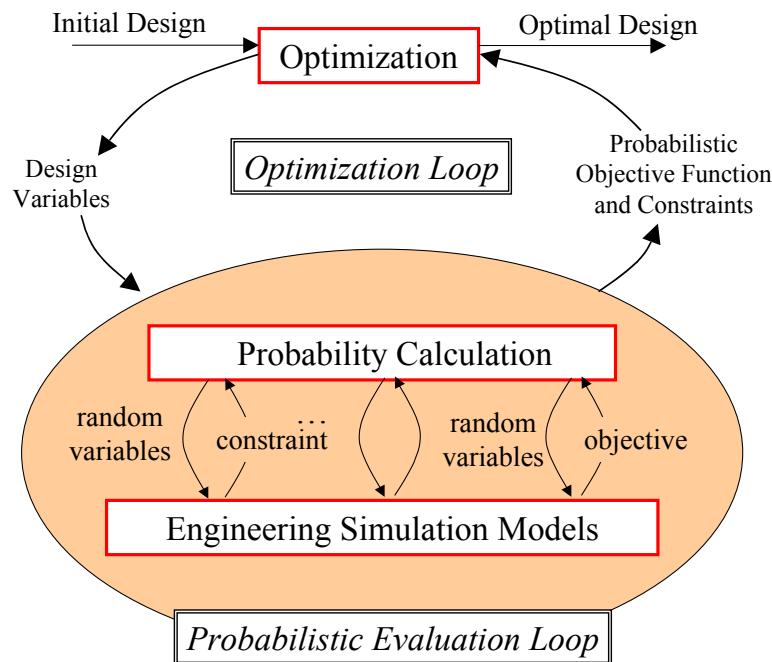 Initial Design
Optimal Design
Optimization
Design
Variables
Optimization Loop
Probabilistic
Objective Function
and Constraints
Probability Calculation
random
variables
constraint
...
random
variables
objective
Engineering Simulation Models
Probabilistic Evaluation Loop